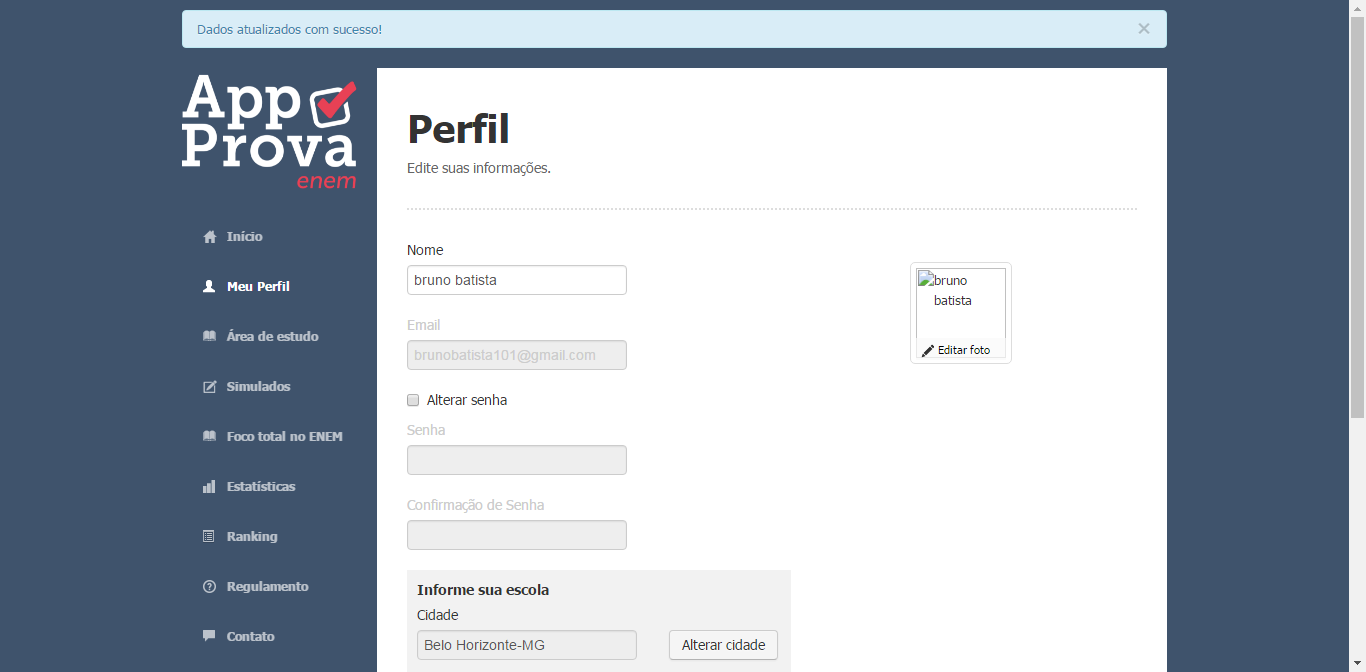 Dados atualizados com sucesso!
×
App
Prova
enem
Início
Meu Perfil
Área de estudo
Simulados
Foco total no ENEM
Estatísticas
Ranking
Regulamento
Contato
Perfil
Edite suas informações.
Nome
bruno batista
bruno
batista
Editar foto
Email
brunobatista101@gmail.com
Alterar senha
Senha
Confirmação de Senha
Informe sua escola
Cidade
Belo Horizonte-MG
Alterar cidade